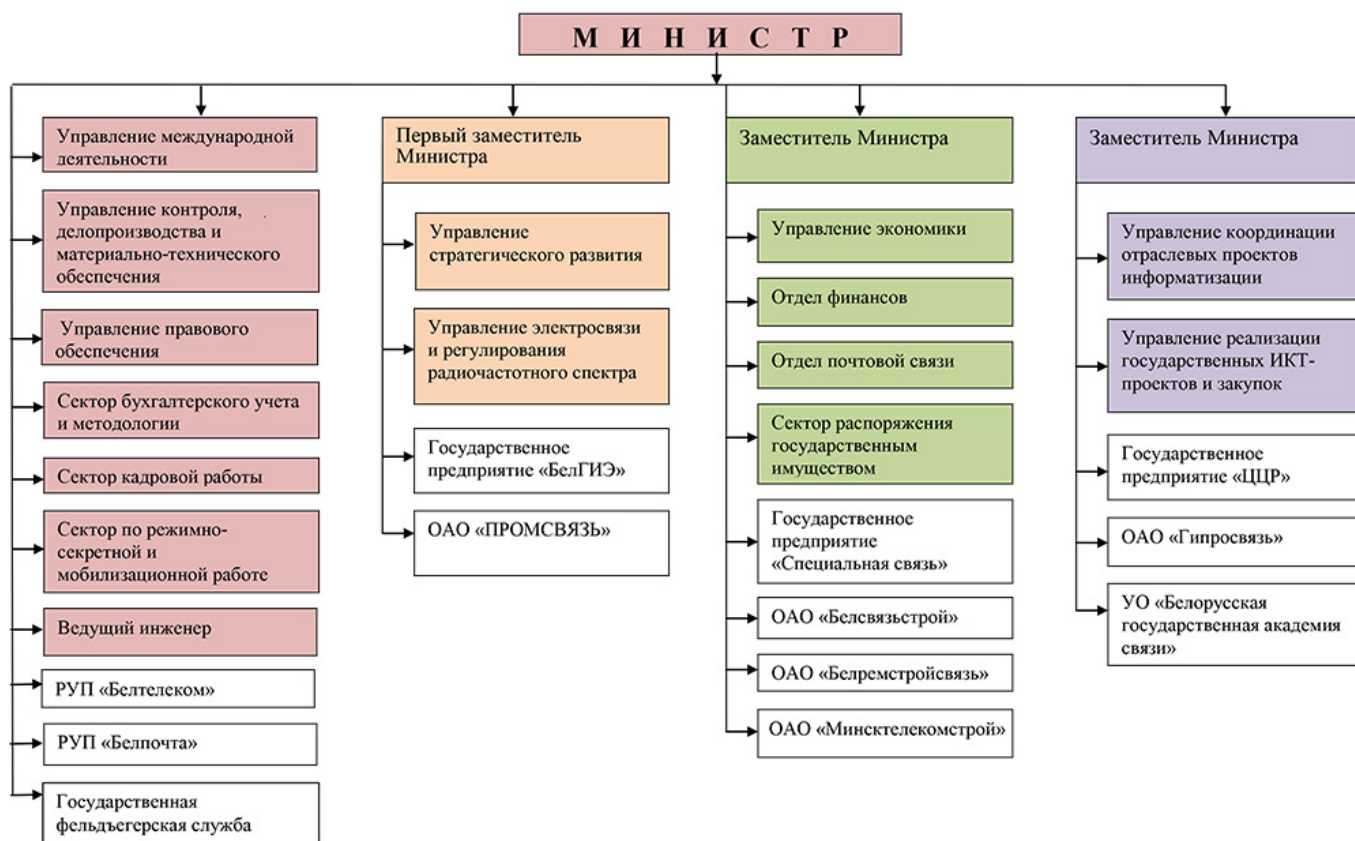 М И Н И С Т Р
Управление международной
деятельности
Управление контроля,
делопроизводства и
материально-технического
обеспечения
Управление правового
обеспечения
Сектор бухгалтерского учета
и методологии
Сектор кадровой работы
Сектор по режимно-
секретной и
мобилизационной работе
Ведущий инженер
РУП «Белтелеком»
РУП «Белпочта»
Государственная
фельдъегерская служба
Первый заместитель
Министра
Управление
стратегического развития
Управление электросвязи
и регулирования
радиочастотного спектра
Государственное
предприятие «БелГИЭ»
ОАО «ПРОМСВЯЗЬ»
Заместитель Министра
Управление экономики
Отдел финансов
Отдел почтовой связи
Сектор распоряжения
государственным
имуществом
Государственное
предприятие
«Специальная связь»
ОАО «Белсвязьстрой»
ОАО «Белремстройсвязь»
ОАО «Минсктелекомстрой»
Заместитель Министра
Управление координации
отраслевых проектов
информатизации
Управление реализации
государственных ИКТ-
проектов и закупок
Государственное
предприятие «ЦЦР»
ОАО «Гипросвязь»
УО «Белорусская
государственная академия
связи»